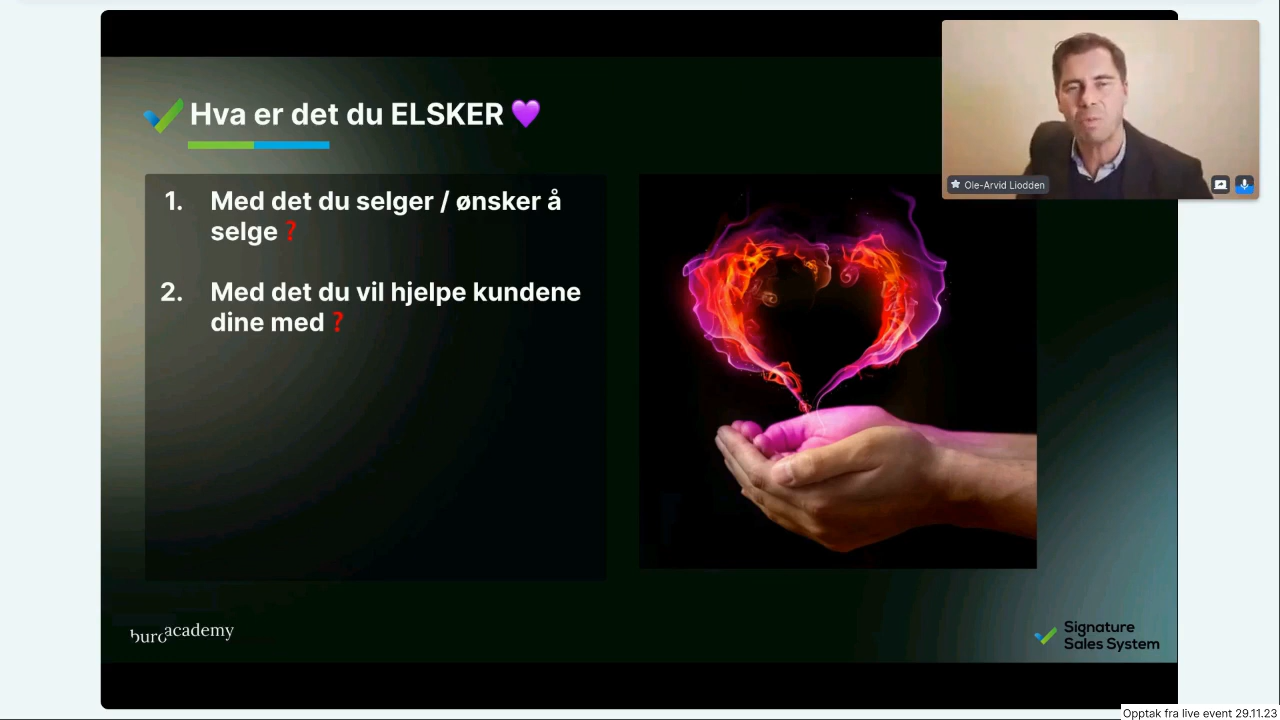 Hva er det du ELSKER 💜
1. Med det du selger / ønsker å
selge ❓
2. Med det du vil hjelpe kundene
dine med ❓
Ole-Arvid Liodden
buro academy
Signature
Sales System
Opptak fra live event 29.11.23